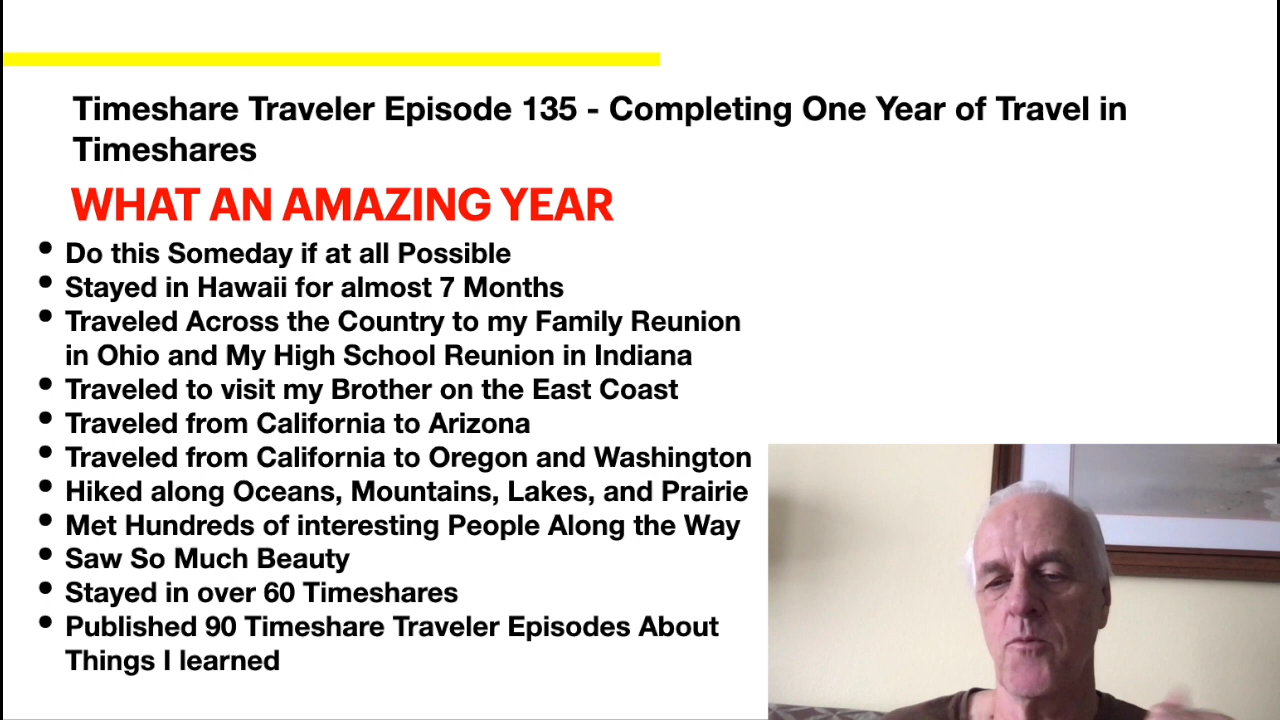 Timeshare Traveler Episode 135 - Completing One Year of Travel in
Timeshares
WHAT AN AMAZING YEAR
• Do this Someday if at all Possible
• Stayed in Hawaii for almost 7 Months
• Traveled Across the Country to my Family Reunion
in Ohio and My High School Reunion in Indiana
• Traveled to visit my Brother on the East Coast
• Traveled from California to Arizona
• Traveled from California to Oregon and Washington
• Hiked along Oceans, Mountains, Lakes, and Prairie
• Met Hundreds of interesting People Along the Way
• Saw So Much Beauty
• Stayed in over 60 Timeshares
• Published 90 Timeshare Traveler Episodes About
Things I learned